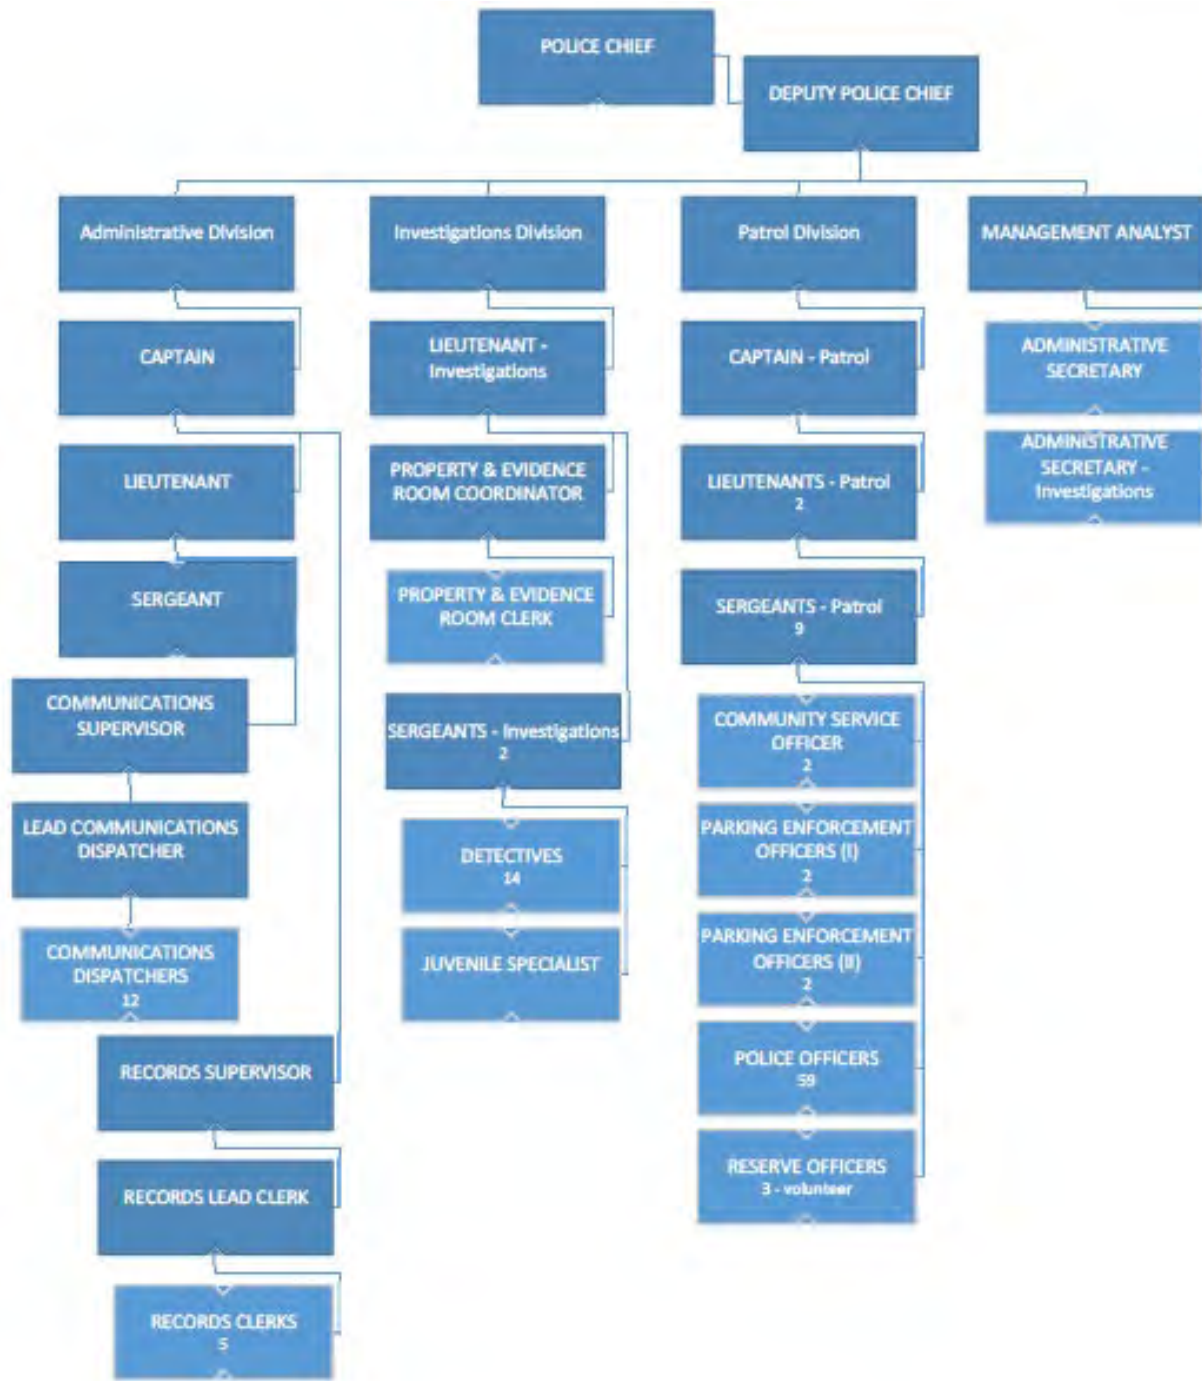 POLICE CHIEF
DEPUTY POLICE CHIEF
Administrative Division
CAPTAIN
LIEUTENANT
SERGEANT
COMMUNICATIONS
SUPERVISOR
LEAD COMMUNICATIONS
DISPATCHER
COMMUNICATIONS
DISPATCHERS
12
RECORDS SUPERVISOR
RECORDS LEAD CLERK
RECORDS CLERKS
5
Investigations Division
LIEUTENANT -
Investigations
PROPERTY & EVIDENCE
ROOM COORDINATOR
PROPERTY & EVIDENCE
ROOM CLERK
SERGEANTS - Investigations
2
DETECTIVES
14
JUVENILE SPECIALIST
Patrol Division
CAPTAIN - Patrol
LIEUTENANTS - Patrol
2
SERGEANTS - Patrol
9
COMMUNITY SERVICE
OFFICER
2
PARKING ENFORCEMENT
OFFICERS (I)
2
PARKING ENFORCEMENT
OFFICERS (II)
2
POLICE OFFICERS
59
RESERVE OFFICERS
3 - volunteer
MANAGEMENT ANALYST
ADMINISTRATIVE
SECRETARY
ADMINISTRATIVE
SECRETARY -
Investigations